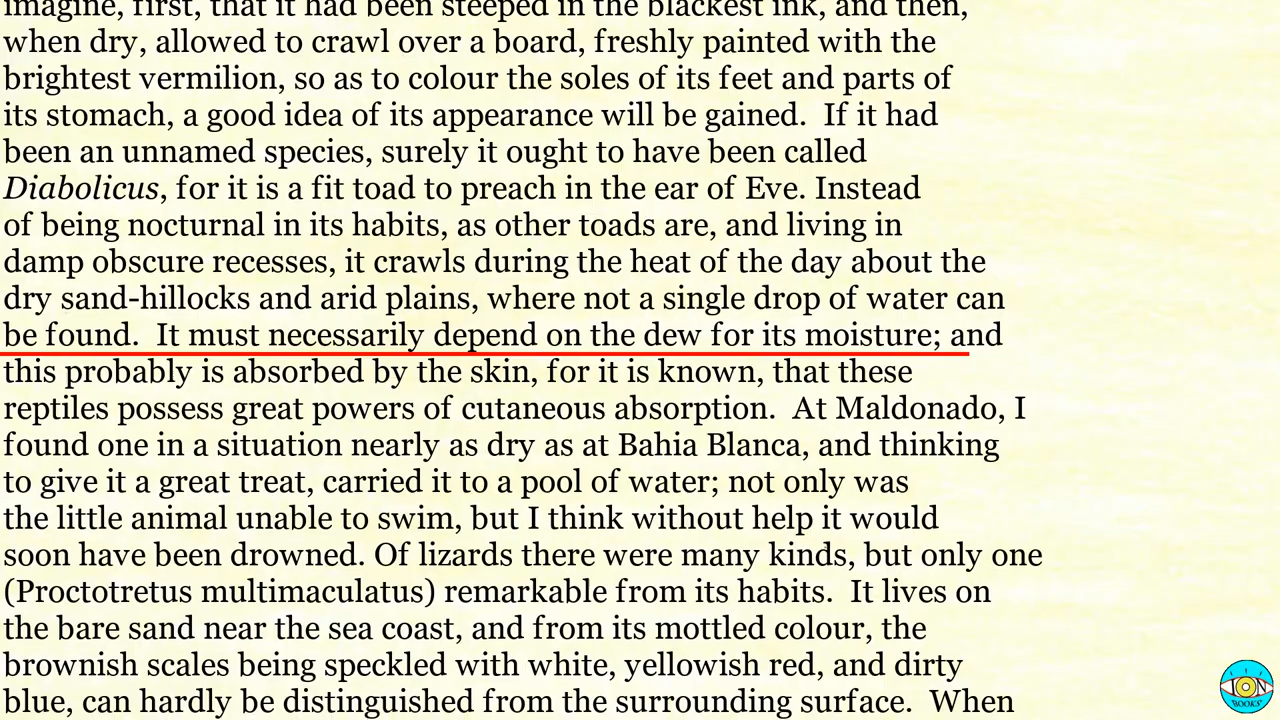 imagine, first, that it had been steeped in the blackest ink, and then,
when dry, allowed to crawl over a board, freshly painted with the
brightest vermilion, so as to colour the soles of its feet and parts of
its stomach, a good idea of its appearance will be gained.  If it had
been an unnamed species, surely it ought to have been called
Diabolicus, for it is a fit toad to preach in the ear of Eve. Instead
of being nocturnal in its habits, as other toads are, and living in
damp obscure recesses, it crawls during the heat of the day about the
dry sand-hillocks and arid plains, where not a single drop of water can
be found.  It must necessarily depend on the dew for its moisture; and
this probably is absorbed by the skin, for it is known, that these
reptiles possess great powers of cutaneous absorption.  At Maldonado, I
found one in a situation nearly as dry as at Bahia Blanca, and thinking
to give it a great treat, carried it to a pool of water; not only was
the little animal unable to swim, but I think without help it would
soon have been drowned. Of lizards there were many kinds, but only one
(Proctotretus multimaculatus) remarkable from its habits.  It lives on
the bare sand near the sea coast, and from its mottled colour, the
brownish scales being speckled with white, yellowish red, and dirty
blue, can hardly be distinguished from the surrounding surface.  When
ION
BOOKS